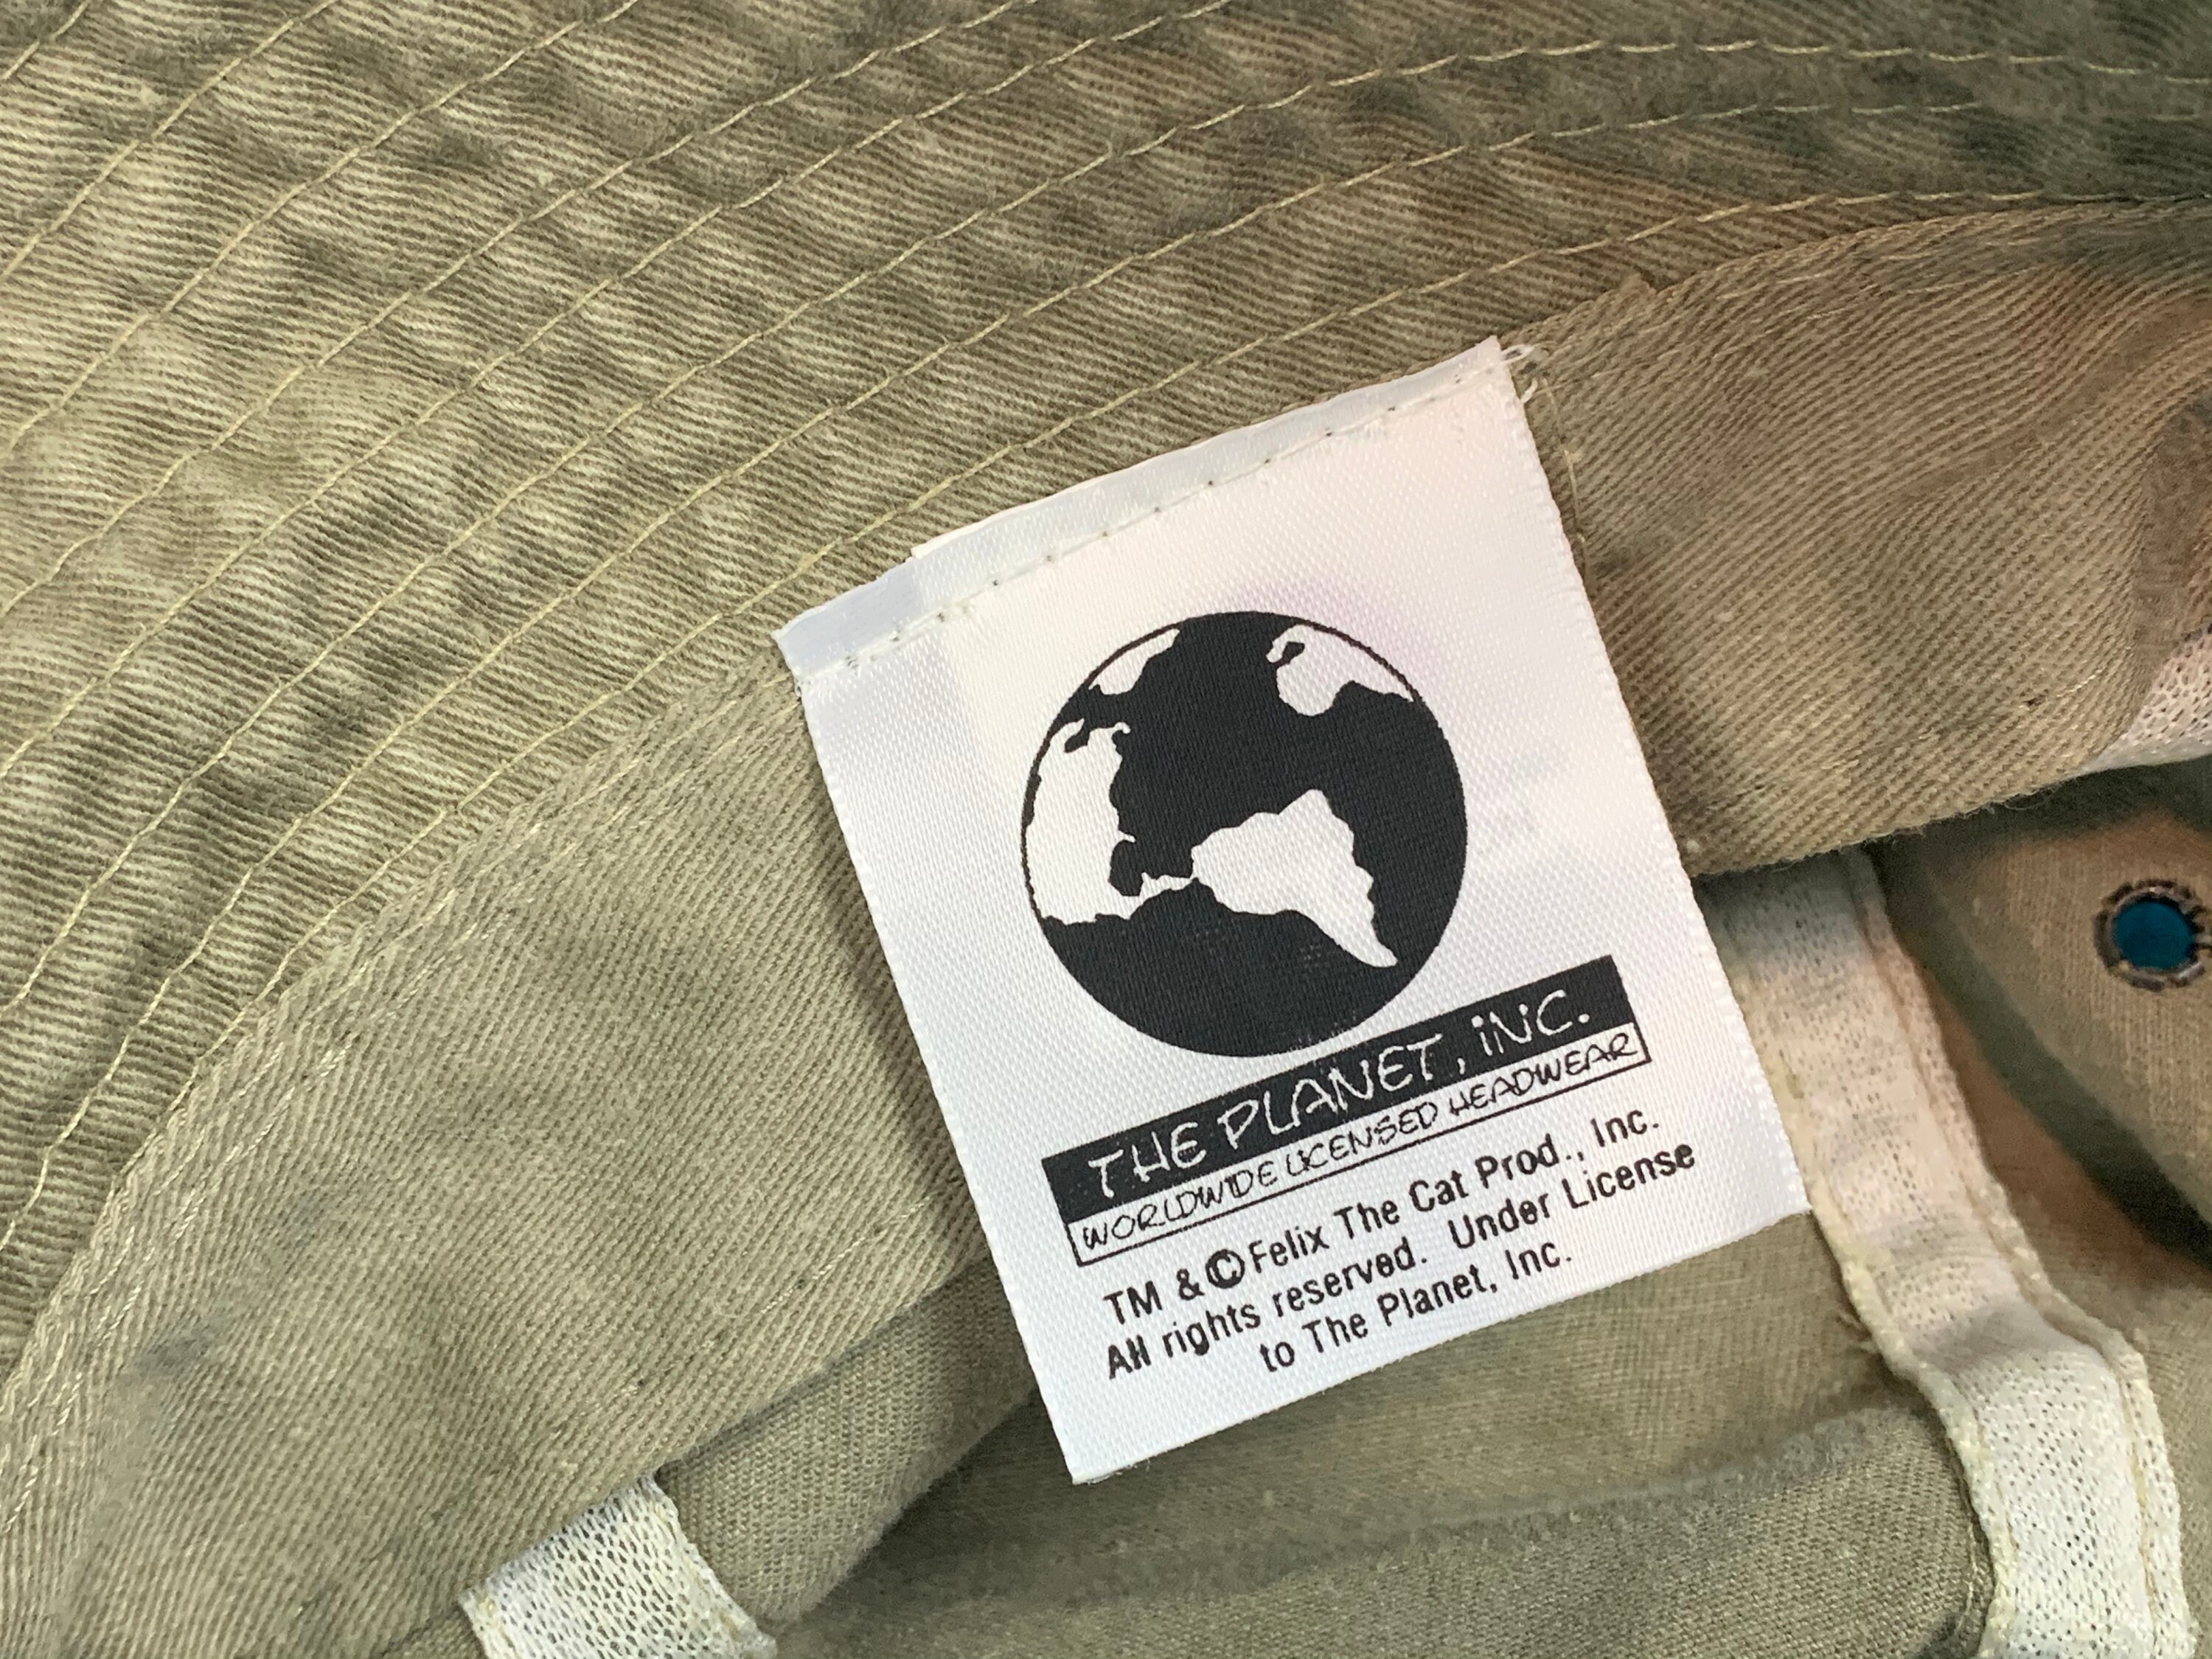 THE PLANET, iNC.
WORLDWIDE LICENSED HEADWEAR
TM & © Felix The Cat Prod., Inc.
All rights reserved. Under License
to The Planet, Inc.